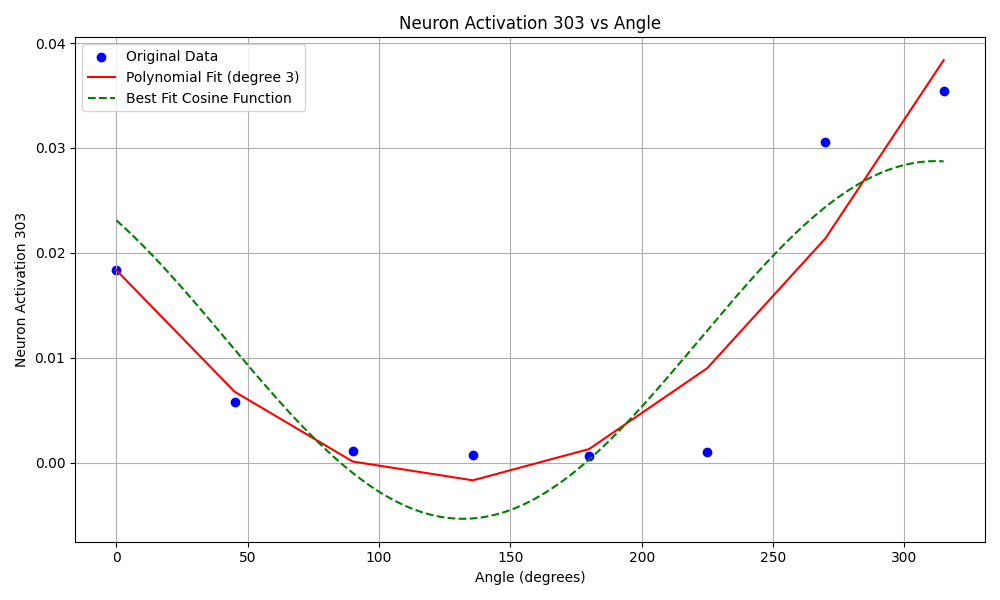 Neuron Activation 303 vs Angle
Original Data
Polynomial Fit (degree 3)
Best Fit Cosine Function
0.04
0.03
0.02
0.01
0.00
Neuron Activation 303
0 50 100 150 200 250 300
Angle (degrees)